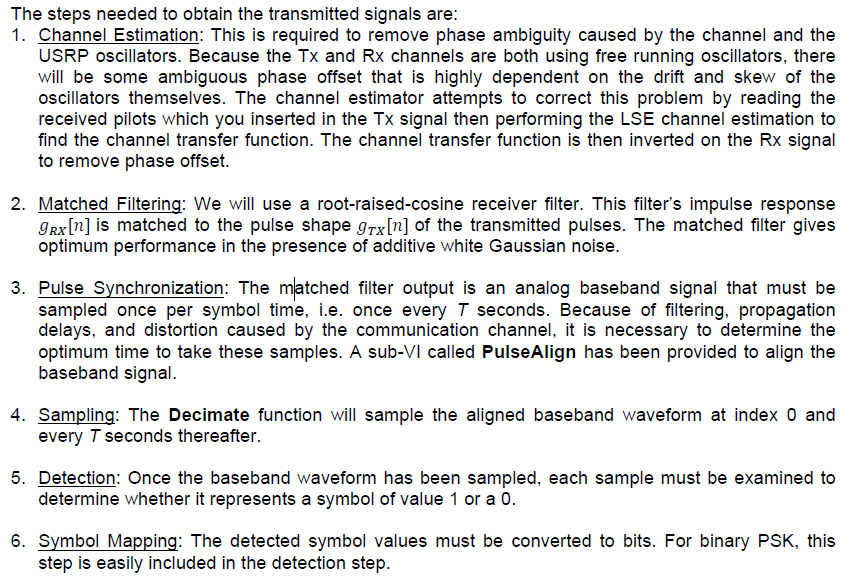 The steps needed to obtain the transmitted signals are:
1. Channel Estimation: This is required to remove phase ambiguity caused by the channel and the
USRP oscillators. Because the Tx and Rx channels are both using free running oscillators, there
will be some ambiguous phase offset that is highly dependent on the drift and skew of the
oscillators themselves. The channel estimator attempts to correct this problem by reading the
received pilots which you inserted in the Tx signal then performing the LSE channel estimation to
find the channel transfer function. The channel transfer function is then inverted on the Rx signal
to remove phase offset.
2. Matched Filtering: We will use a root-raised-cosine receiver filter. This filter's impulse response
g_{RX}[n] is matched to the pulse shape g_{TX}[n] of the transmitted pulses. The matched filter gives
optimum performance in the presence of additive white Gaussian noise.
3. Pulse Synchronization: The matched filter output is an analog baseband signal that must be
sampled once per symbol time, i.e. once every T seconds. Because of filtering, propagation
delays, and distortion caused by the communication channel, it is necessary to determine the
optimum time to take these samples. A sub-VI called PulseAlign has been provided to align the
baseband signal.
4. Sampling: The Decimate function will sample the aligned baseband waveform at index 0 and
every T seconds thereafter.
5. Detection: Once the baseband waveform has been sampled, each sample must be examined to
determine whether it represents a symbol of value 1 or a 0.
6. Symbol Mapping: The detected symbol values must be converted to bits. For binary PSK, this
step is easily included in the detection step.